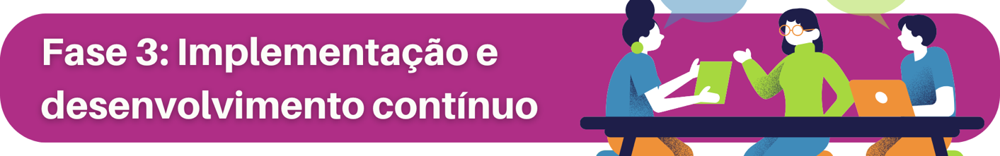 Fase 3: Implementação e
desenvolvimento contínuo